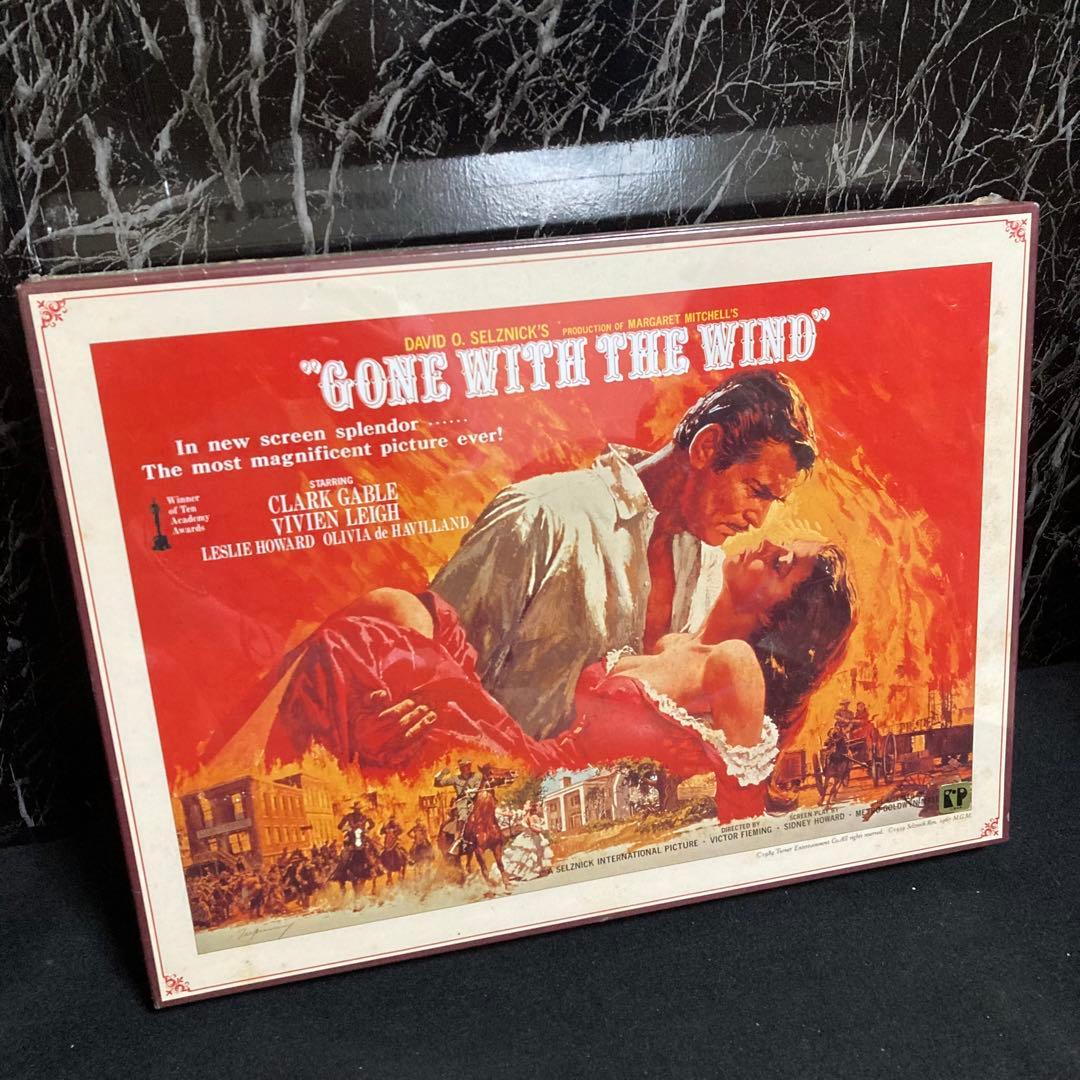 DAVID O. SELZNICK'S PRODUCTION OF MARGARET MITCHELL'S
"GONE WITH THE WIND"
In new screen splendor ......
The most magnificent picture ever!
Winner
of Ten
Academy
Awards
STARRING
CLARK GABLE
VIVIEN LEIGH
LESLIE HOWARD OLIVIA de HAVILLAND
A SELZNICK INTERNATIONAL PICTURE · DIRECTED BY VICTOR FIEMING · SCREEN PLAY BY SIDNEY HOWARD ·